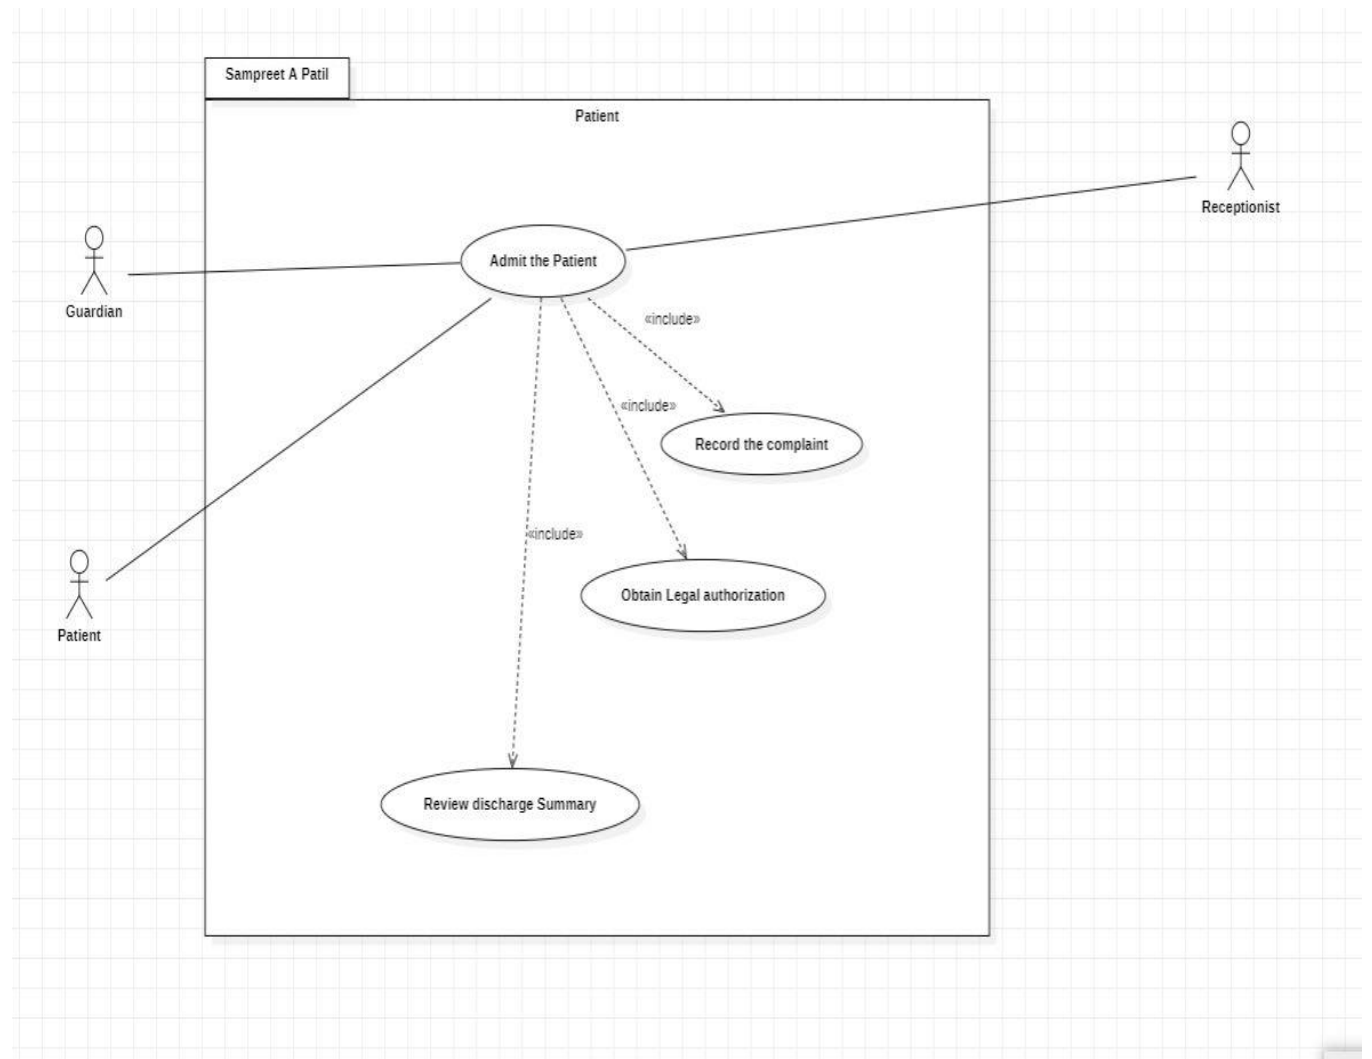 Sampreet A Patil
Patient
Receptionist
Admit the Patient
Guardian
«include»
«include»
Record the complaint
«include»
Obtain Legal authorization
Patient
Review discharge Summary